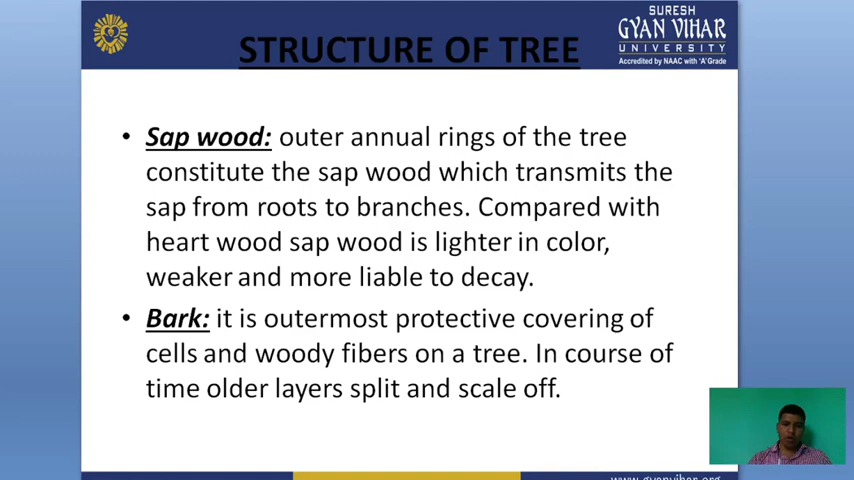 SURESH
GYAN VIHAR
UNIVERSITY
Accredited by NAAC with 'A' Grade
STRUCTURE OF TREE
• Sap wood: outer annual rings of the tree
constitute the sap wood which transmits the
sap from roots to branches. Compared with
heart wood sap wood is lighter in color,
weaker and more liable to decay.
• Bark: it is outermost protective covering of
cells and woody fibers on a tree. In course of
time older layers split and scale off.
www.gyanvihar.org